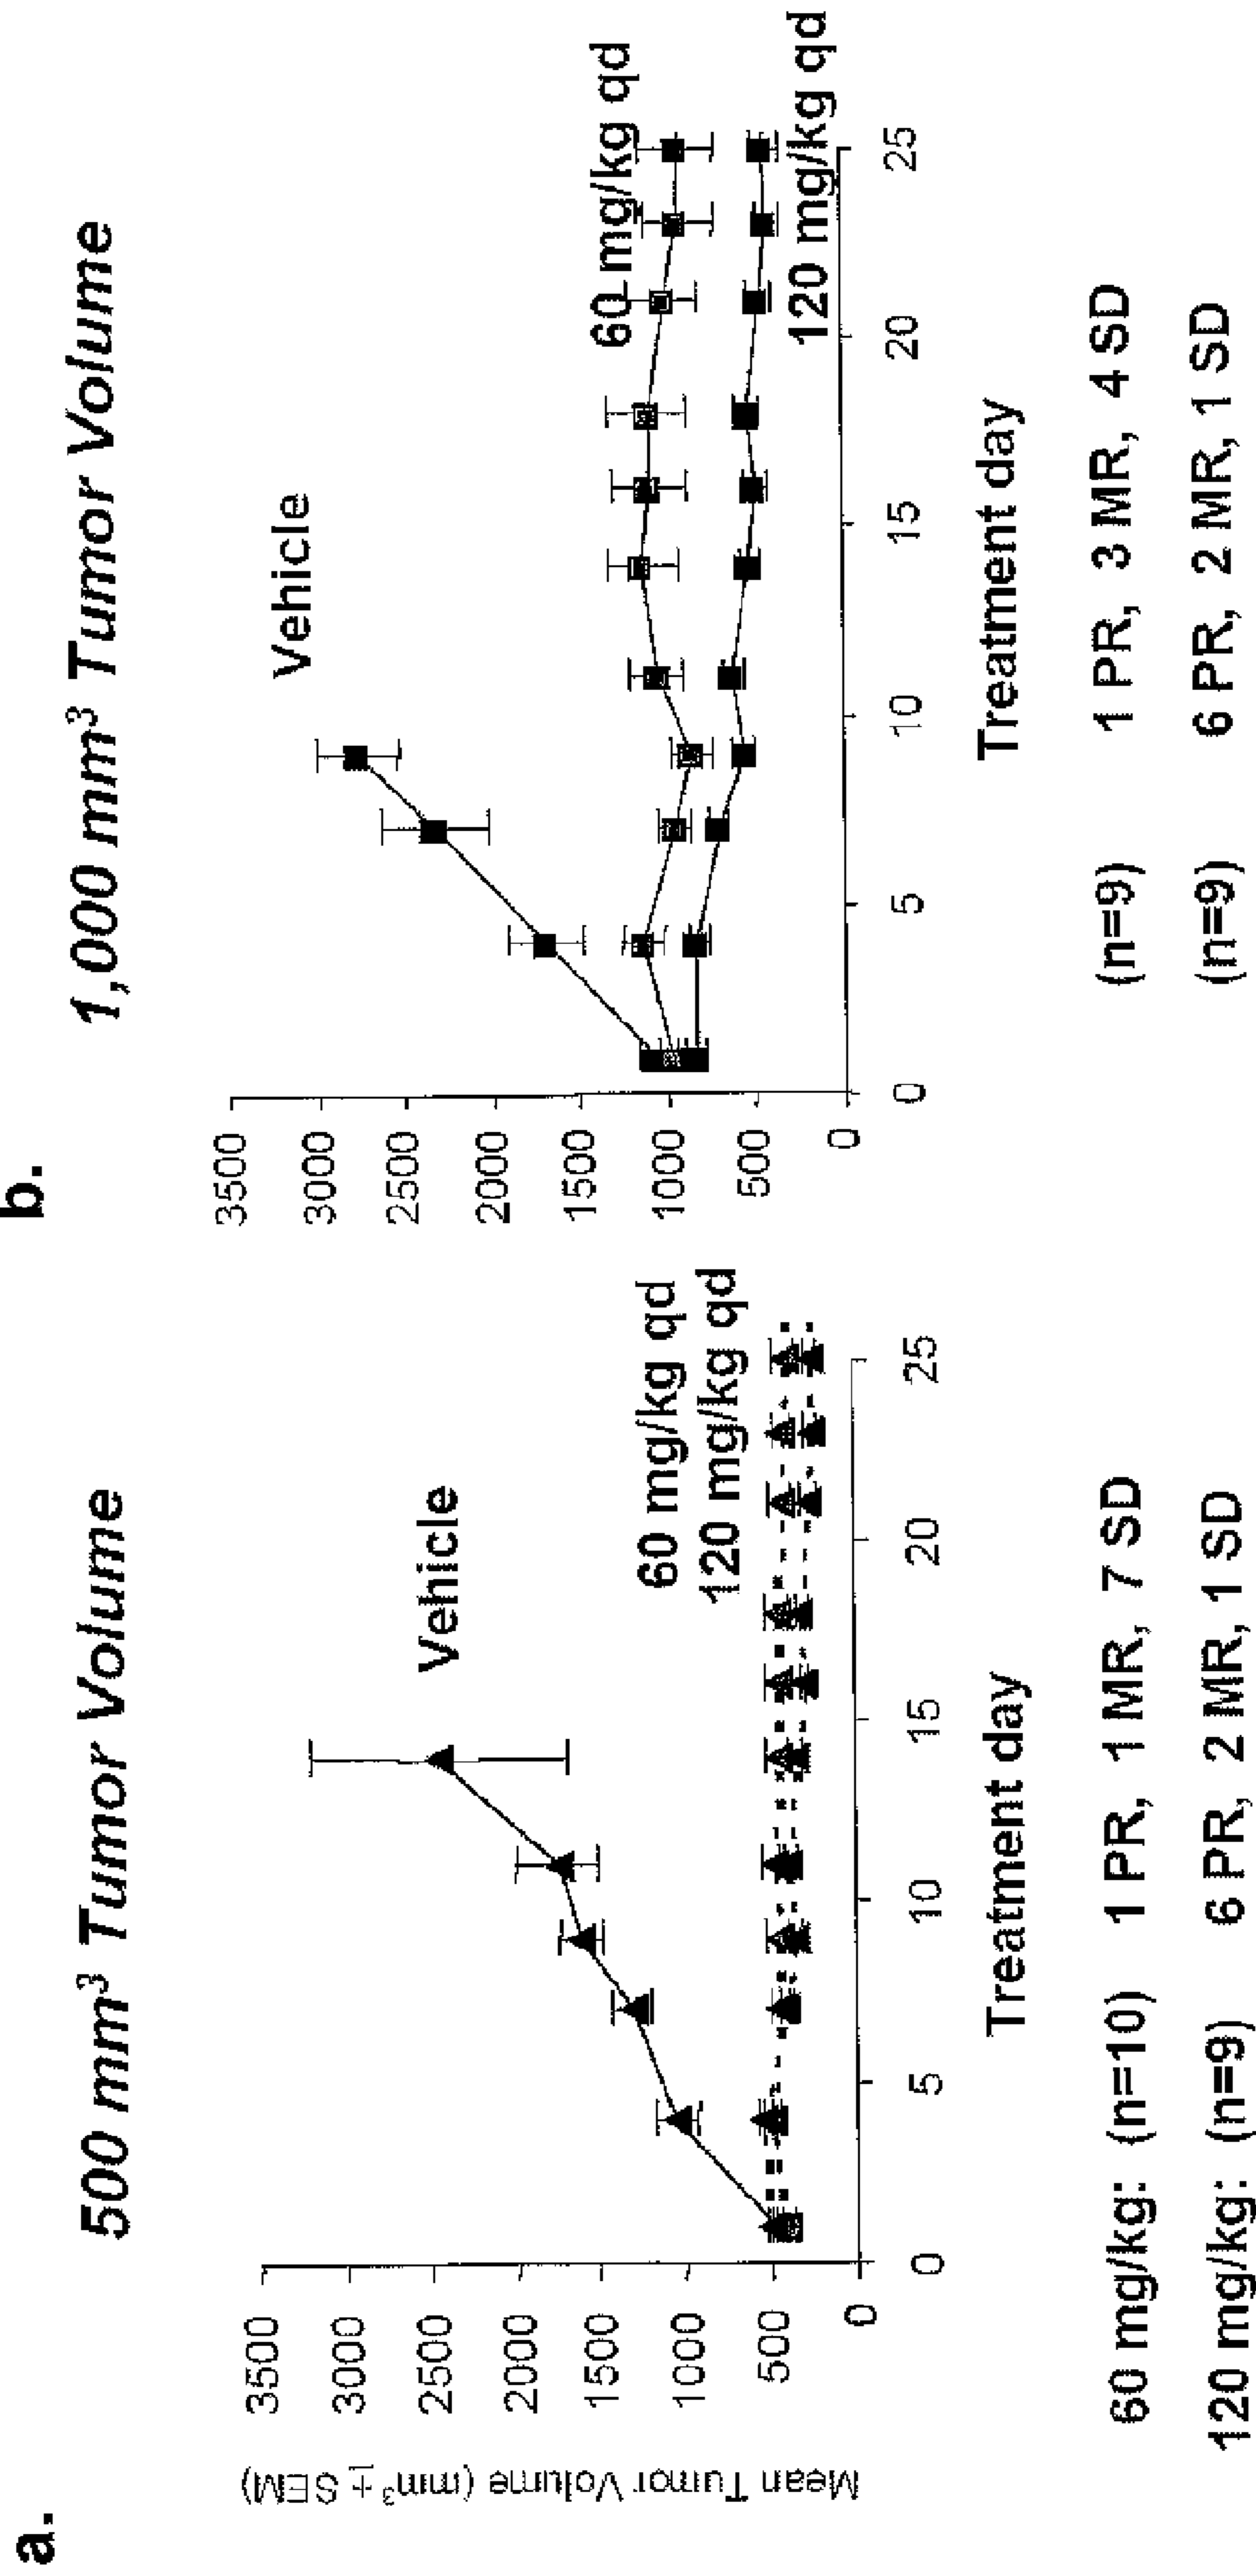 a.
500 mm³ Tumor Volume
Mean Tumor Volume (mm³ ± SEM)
3500
3000
2500
2000
1500
1000
500
0
Vehicle
60 mg/kg qd
120 mg/kg qd
0 5 10 15 20 25
Treatment day
60 mg/kg: (n=10) 1 PR, 1 MR, 7 SD
120 mg/kg: (n=9) 6 PR, 2 MR, 1 SD
b.
1,000 mm³ Tumor Volume
3500
3000
2500
2000
1500
1000
500
0
Vehicle
60 mg/kg qd
120 mg/kg qd
0 5 10 15 20 25
Treatment day
(n=9) 1 PR, 3 MR, 4 SD
(n=9) 6 PR, 2 MR, 1 SD